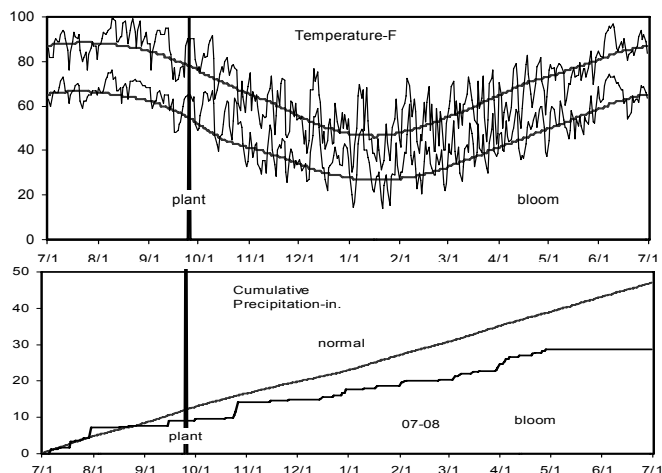 100
Temperature-F
80
60
40
20
plant
bloom
0
7/1 8/1 9/1 10/1 11/1 12/1 1/1 2/1 3/1 4/1 5/1 6/1 7/1
50
Cumulative
Precipitation-in.
40
normal
30
20
10
07-08
bloom
plant
0
7/1 8/1 9/1 10/1 11/1 12/1 1/1 2/1 3/1 4/1 5/1 6/1 7/1